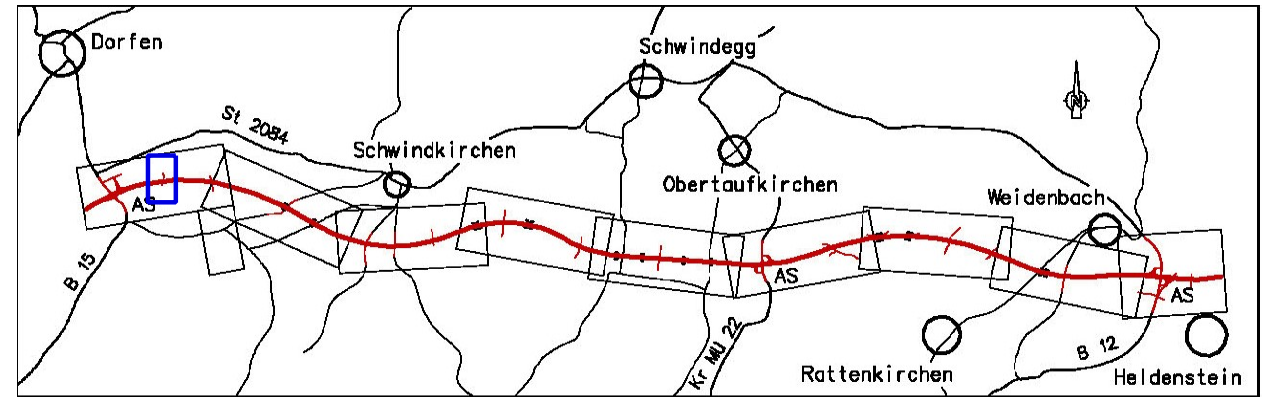 Dorfen
Schwindegg
St 2084
Schwindkirchen
N
Obertaufkirchen
Weidenbach
AS
B 15
AS
AS
Kr MÜ 22
B 12
Rattenkirchen
Heldenstein